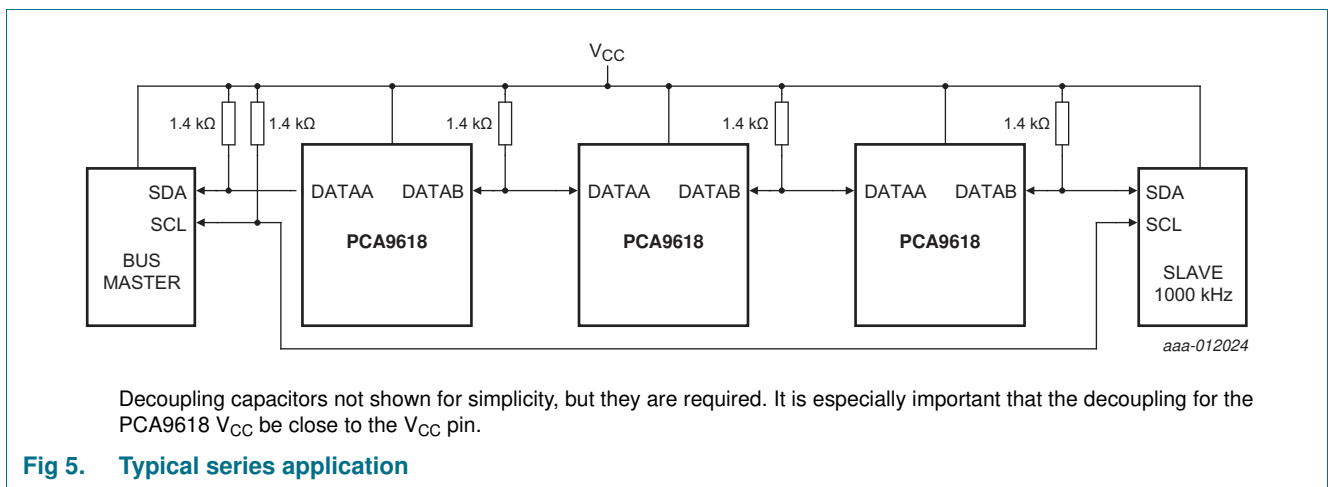 VCC
1.4 kΩ 1.4 kΩ 1.4 kΩ 1.4 kΩ 1.4 kΩ
SDA DATAA DATAB DATAA DATAB DATAA DATAB SDA
SCL SCL
PCA9618 PCA9618 PCA9618
BUS
MASTER
SLAVE
1000 kHz
aaa-012024
Decoupling capacitors not shown for simplicity, but they are required. It is especially important that the decoupling for the
PCA9618 VCC be close to the VCC pin.
Fig 5. Typical series application